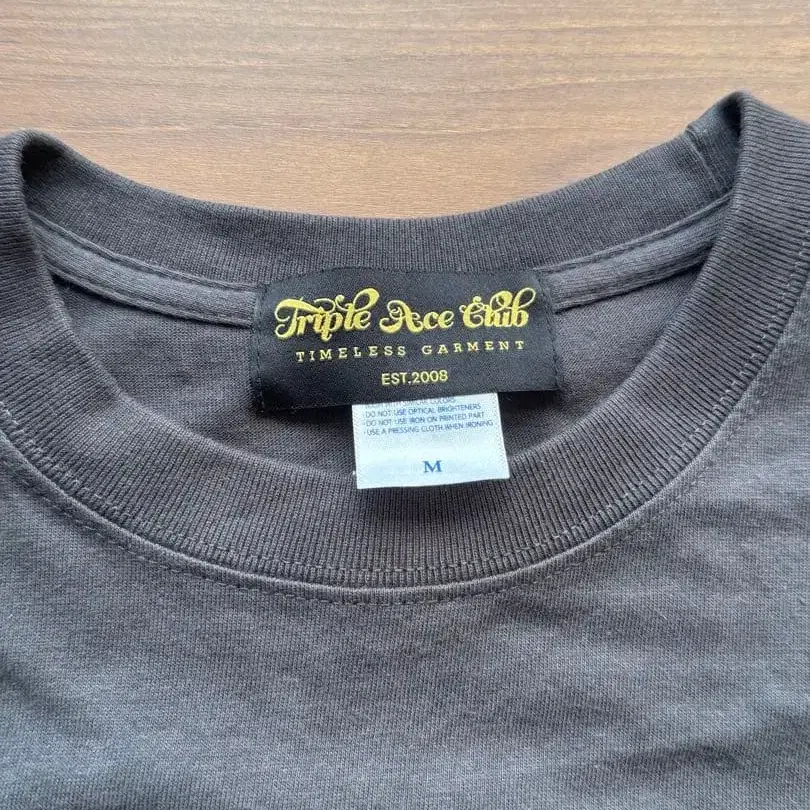 Triple Ace Club
TIMELESS GARMENT
EST.2008
COLORS
-DO NOT USE OPTICAL BRIGHTENERS
-DO NOT USE IRON ON PRINTED PART
-USE A PRESSING CLOTH WHEN IRONING
M